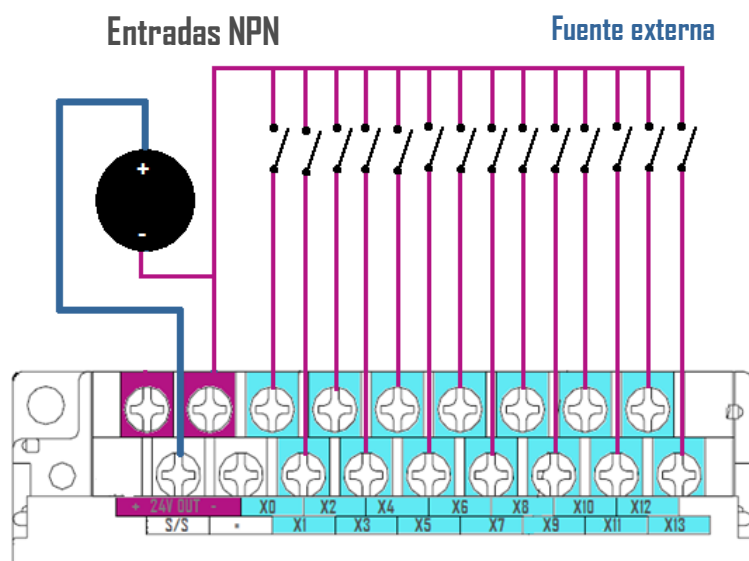 Entradas NPN
Fuente externa
+
-
+ 24V OUT - X0 X2 X4 X6 X8 X10 X12
S/S • X1 X3 X5 X7 X9 X11 X13